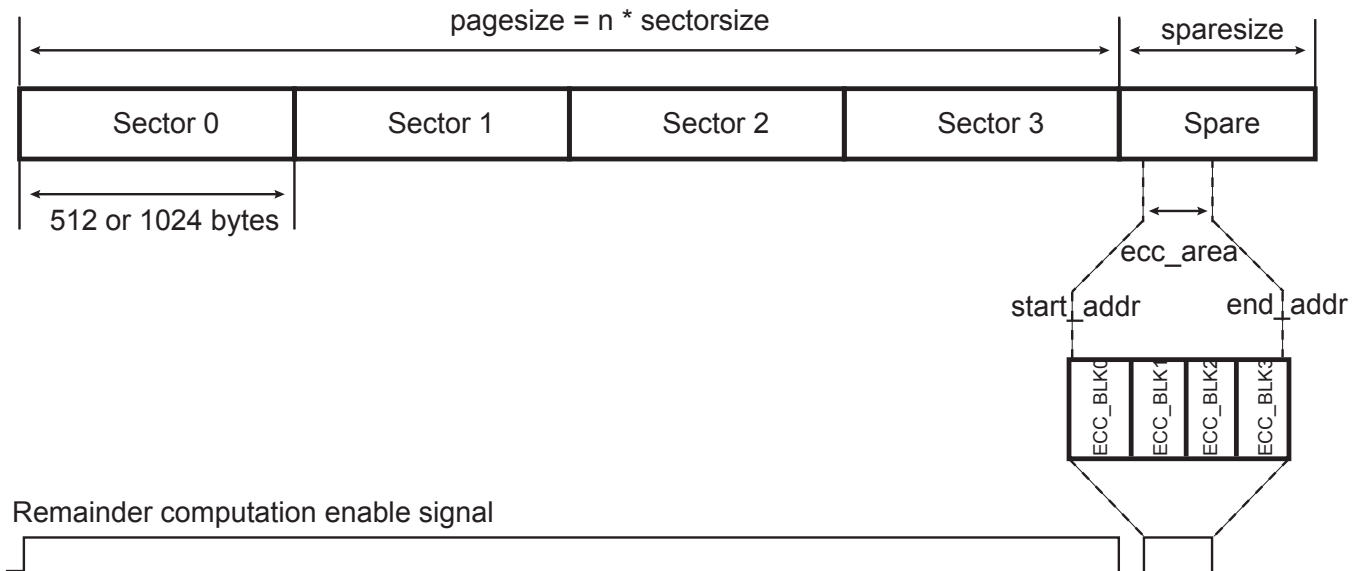 pagesize = n * sectorsize
sparesize
Sector 0
Sector 1
Sector 2
Sector 3
Spare
512 or 1024 bytes
ecc_area
start_addr
end_addr
ECC_BLK0
ECC_BLK1
ECC_BLK2
ECC_BLK3
Remainder computation enable signal